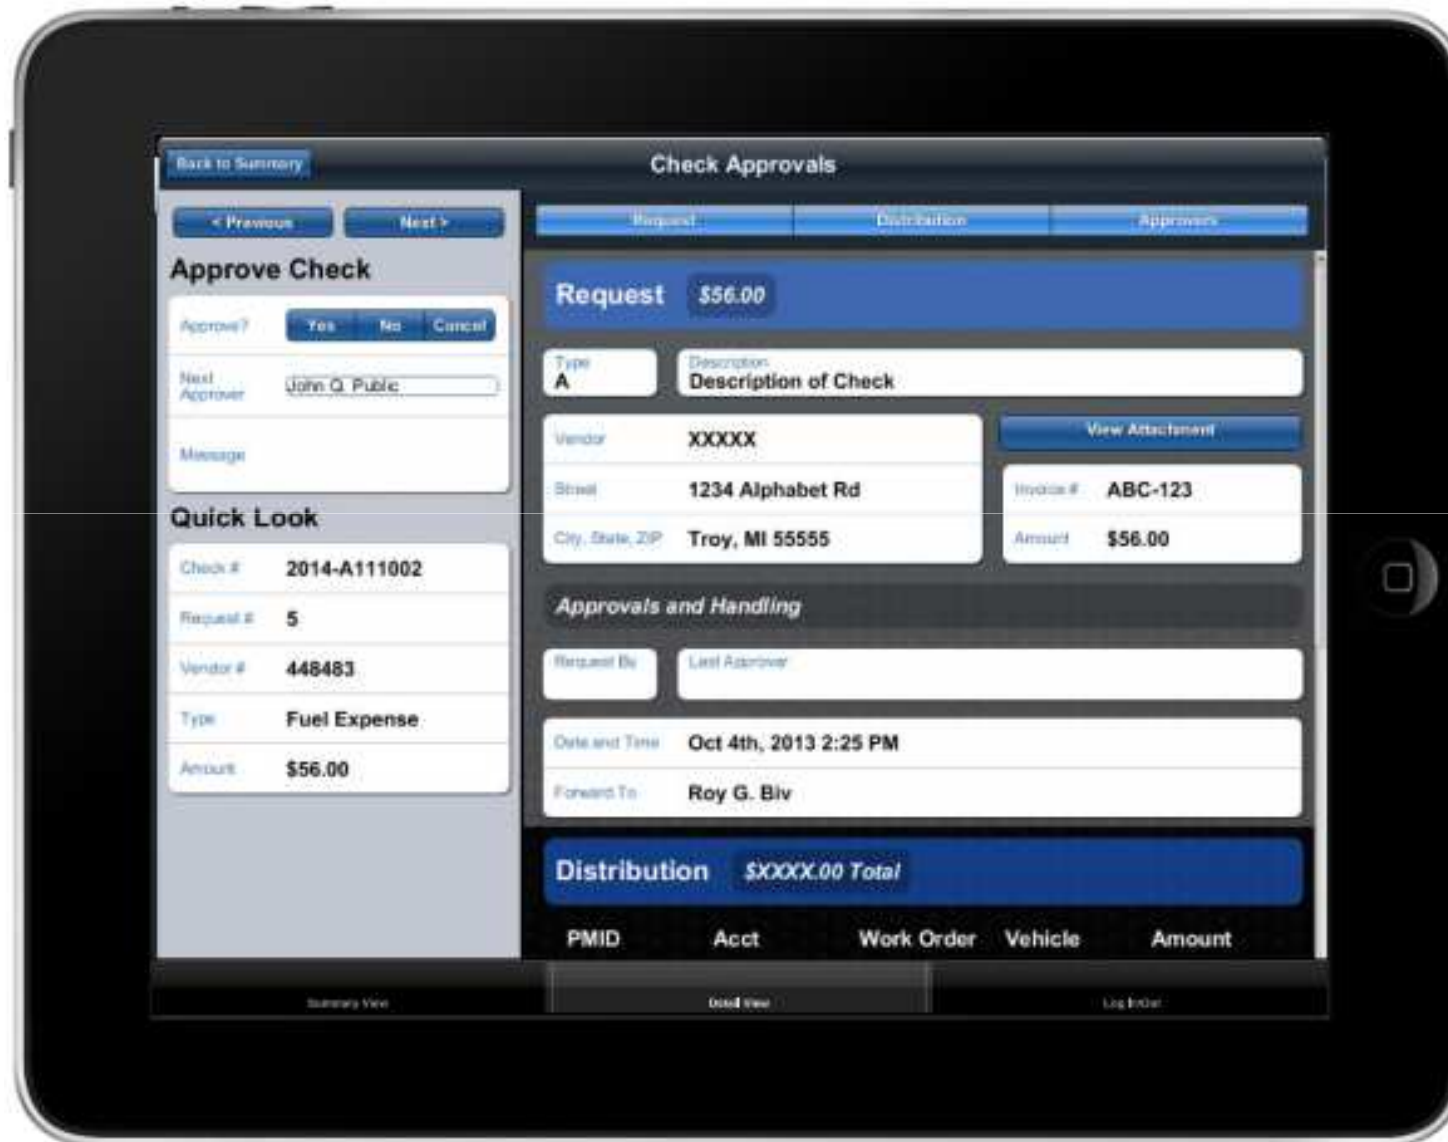 Back to Summary
Check Approvals
< Previous
Next >
Request
Distribution
Approvers
Approve Check
Approve?
Yes
No
Cancel
Next
Approver
John Q. Public
Message
Quick Look
Check #
2014-A111002
Request #
5
Vendor #
448483
Type
Fuel Expense
Amount
$56.00
Request
$56.00
Type
A
Description
Description of Check
Vendor
XXXXX
Street
1234 Alphabet Rd
City, State, ZIP
Troy, MI 55555
View Attachment
Invoice #
ABC-123
Amount
$56.00
Approvals and Handling
Request By
Last Approver
Date and Time
Oct 4th, 2013 2:25 PM
Forward To
Roy G. Biv
Distribution
$XXXX.00 Total
PMID
Acct
Work Order
Vehicle
Amount
Summary View
Detail View
Log In/Out